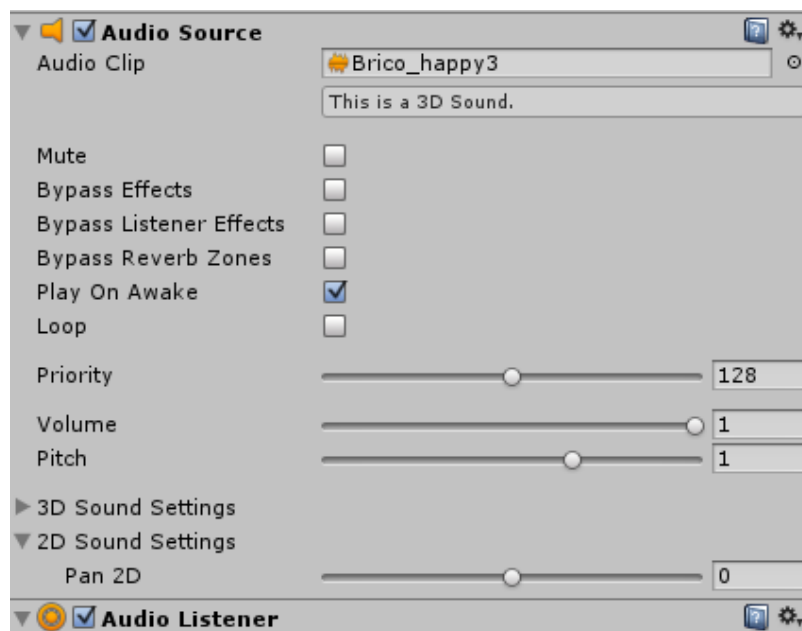 Audio Source
Audio Clip Brico_happy3
This is a 3D Sound.
Mute
Bypass Effects
Bypass Listener Effects
Bypass Reverb Zones
Play On Awake
Loop
Priority 128
Volume 1
Pitch 1
3D Sound Settings
2D Sound Settings
Pan 2D 0
Audio Listener